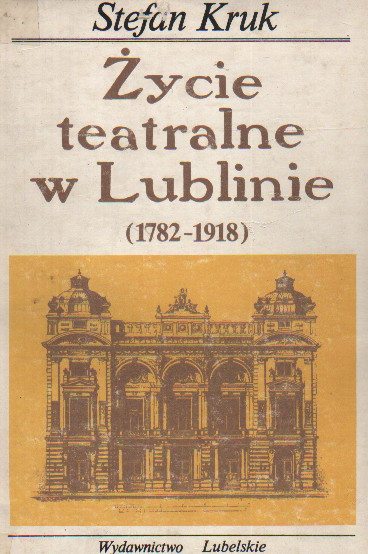 Stefan Kruk
Życie
teatralne
w Lublinie
(1782-1918)
Wydawnictwo Lubelskie